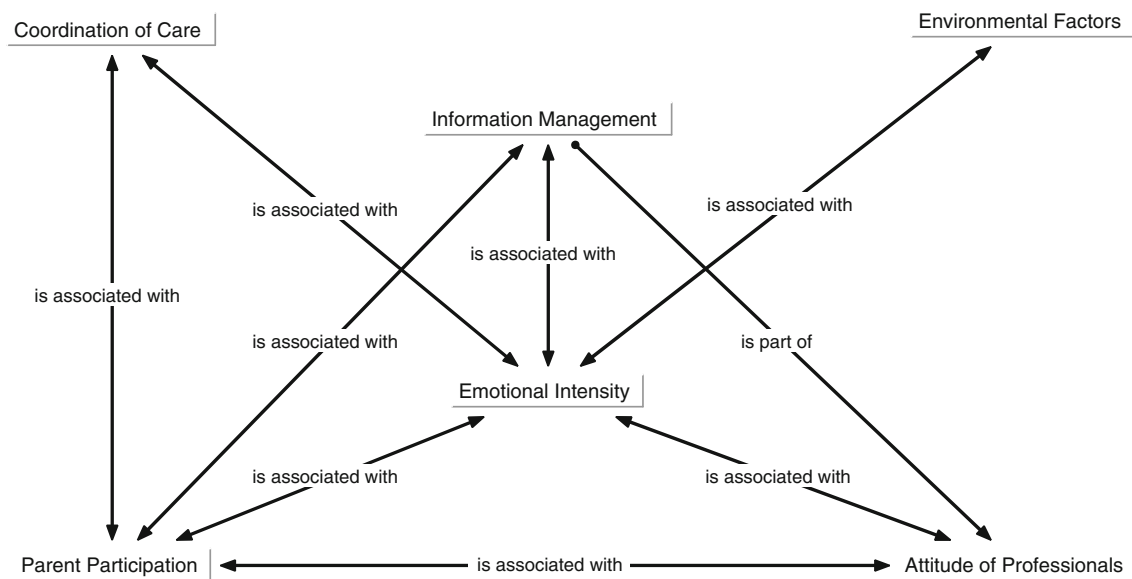 Coordination of Care
Environmental Factors
Information Management
is associated with
is associated with
is associated with
is associated with
is associated with
is part of
Emotional Intensity
is associated with
is associated with
Parent Participation
is associated with
Attitude of Professionals